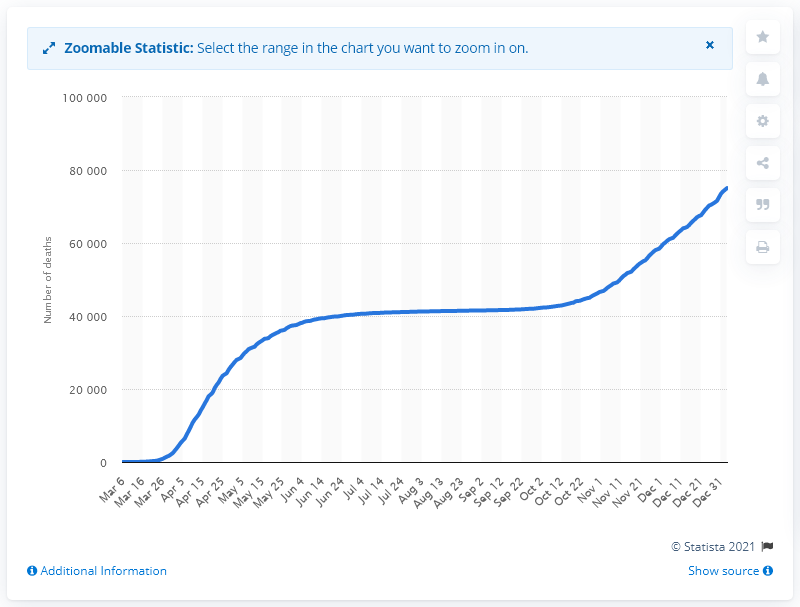 Zoomable Statistic: Select the range in the chart you want to zoom in on.
×
100 000
80 000
60 000
40 000
20 000
0
Number of deaths
Mar 6
Mar 16
Mar 26
Apr 5
Apr 15
Apr 25
May 5
May 15
May 25
Jun 4
Jun 14
Jun 24
Jul 4
Jul 14
Jul 24
Aug 3
Aug 13
Aug 23
Sep 2
Sep 12
Sep 22
Oct 2
Oct 12
Oct 22
Nov 1
Nov 11
Nov 21
Dec 1
Dec 11
Dec 21
Dec 31
© Statista 2021
Additional Information
Show source